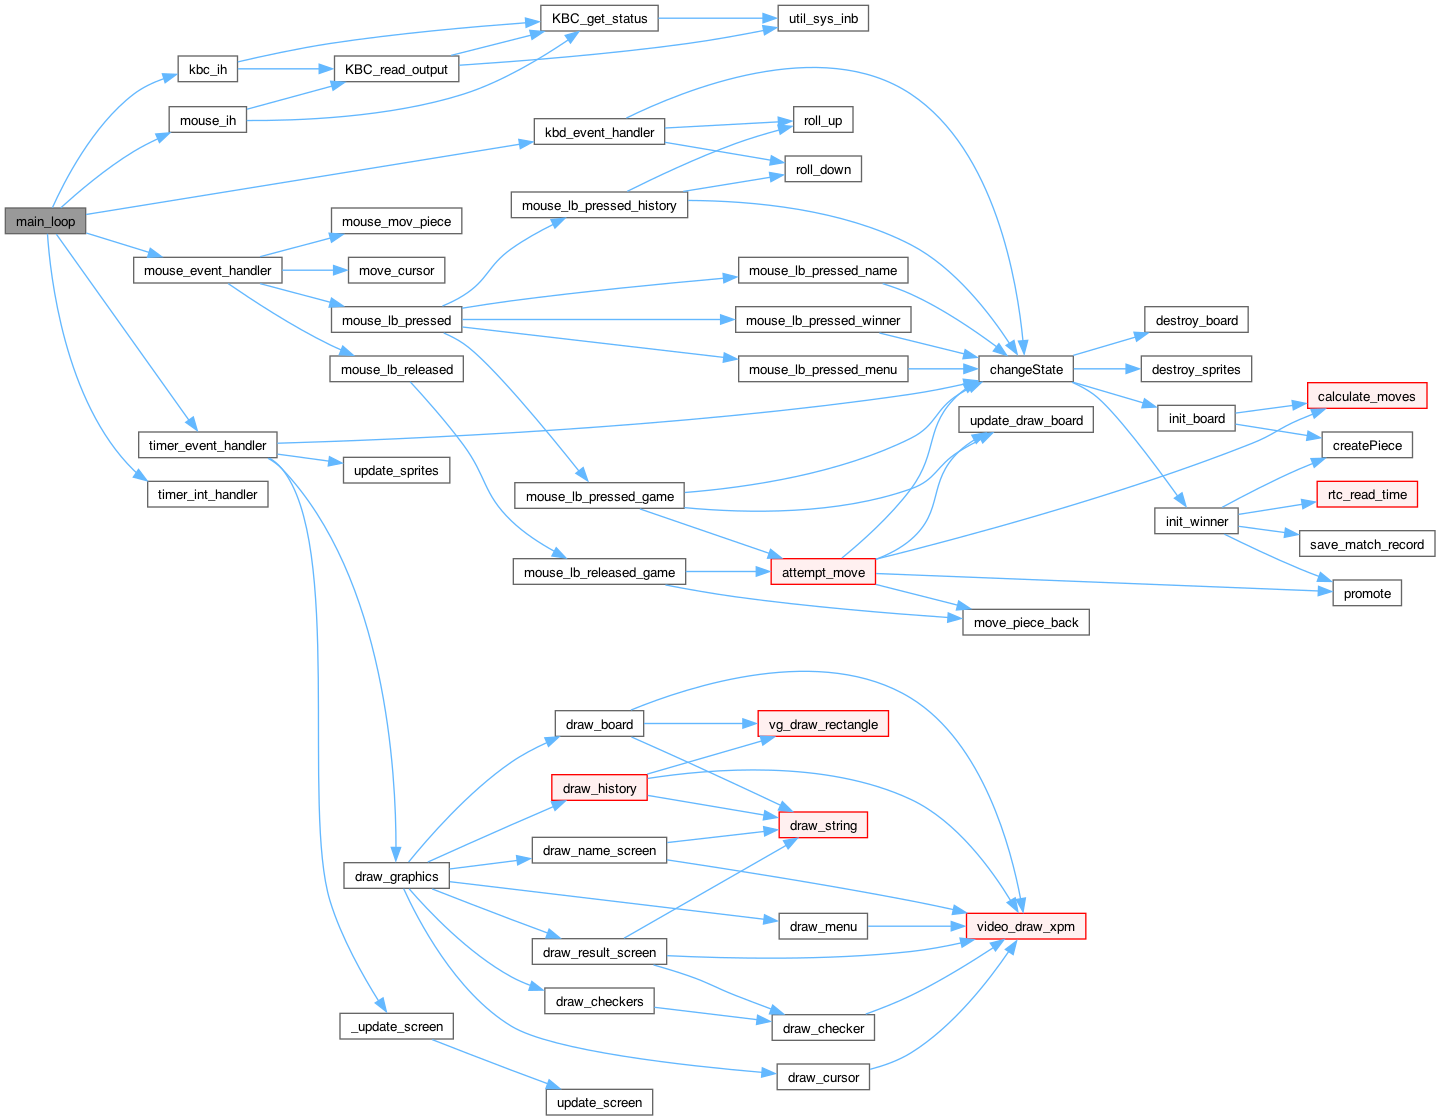 KBC_get_status
util_sys_inb
kbc_ih
KBC_read_output
mouse_ih
roll_up
kbd_event_handler
roll_down
mouse_lb_pressed_history
main_loop
mouse_mov_piece
mouse_event_handler
move_cursor
mouse_lb_pressed_name
mouse_lb_pressed
mouse_lb_pressed_winner
destroy_board
mouse_lb_released
mouse_lb_pressed_menu
changeState
destroy_sprites
calculate_moves
init_board
update_draw_board
timer_event_handler
createPiece
update_sprites
timer_int_handler
mouse_lb_pressed_game
rtc_read_time
init_winner
save_match_record
mouse_lb_released_game
attempt_move
promote
move_piece_back
draw_board
vg_draw_rectangle
draw_history
draw_string
draw_name_screen
draw_graphics
draw_menu
video_draw_xpm
draw_result_screen
draw_checkers
_update_screen
draw_checker
draw_cursor
update_screen